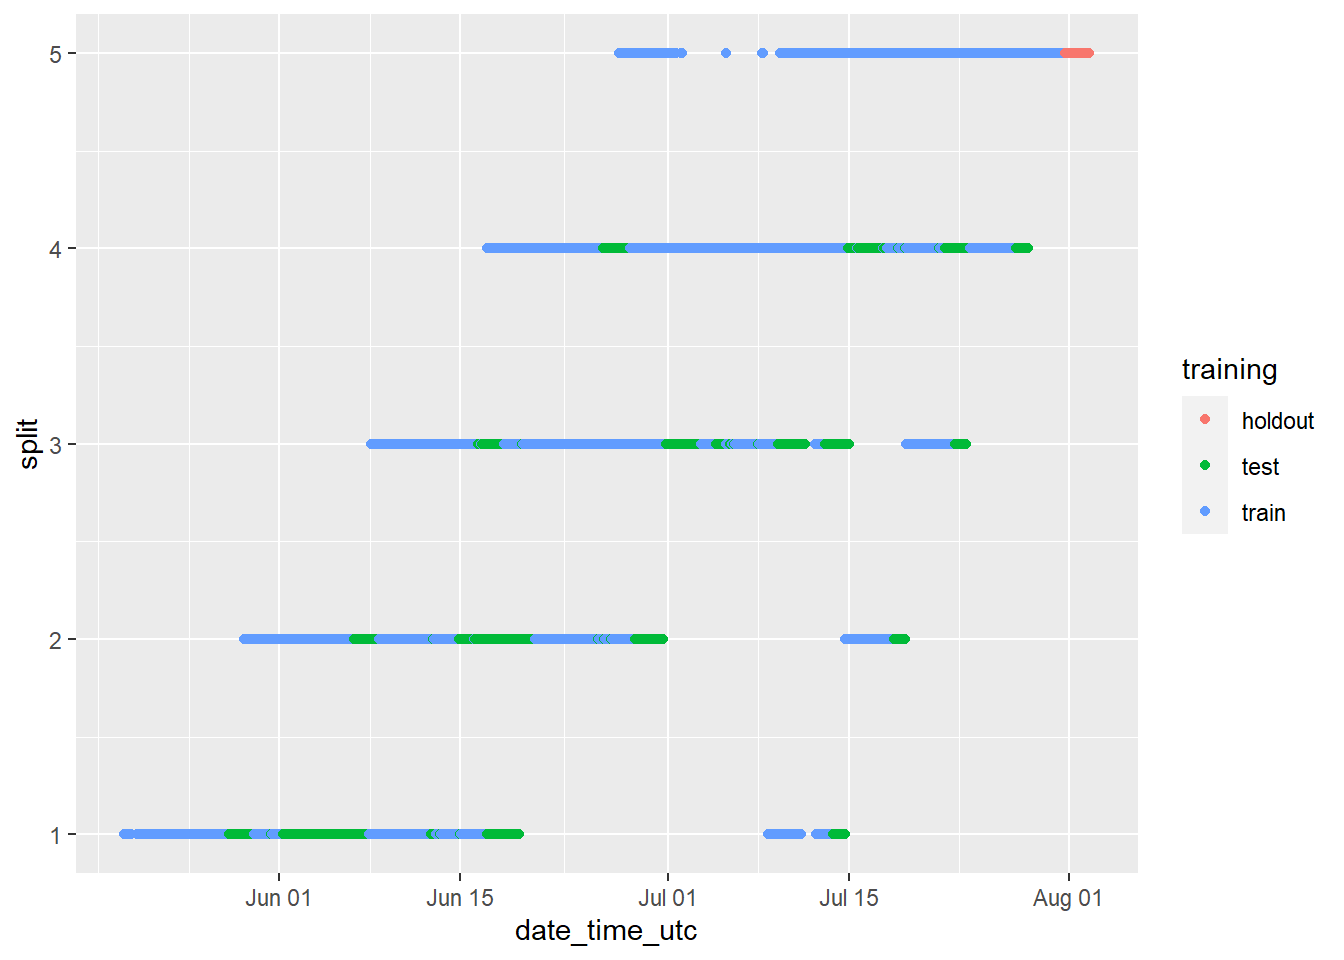 5
4
3
2
1
split
Jun 01
Jun 15
Jul 01
Jul 15
Aug 01
date_time_utc
training
holdout
test
train